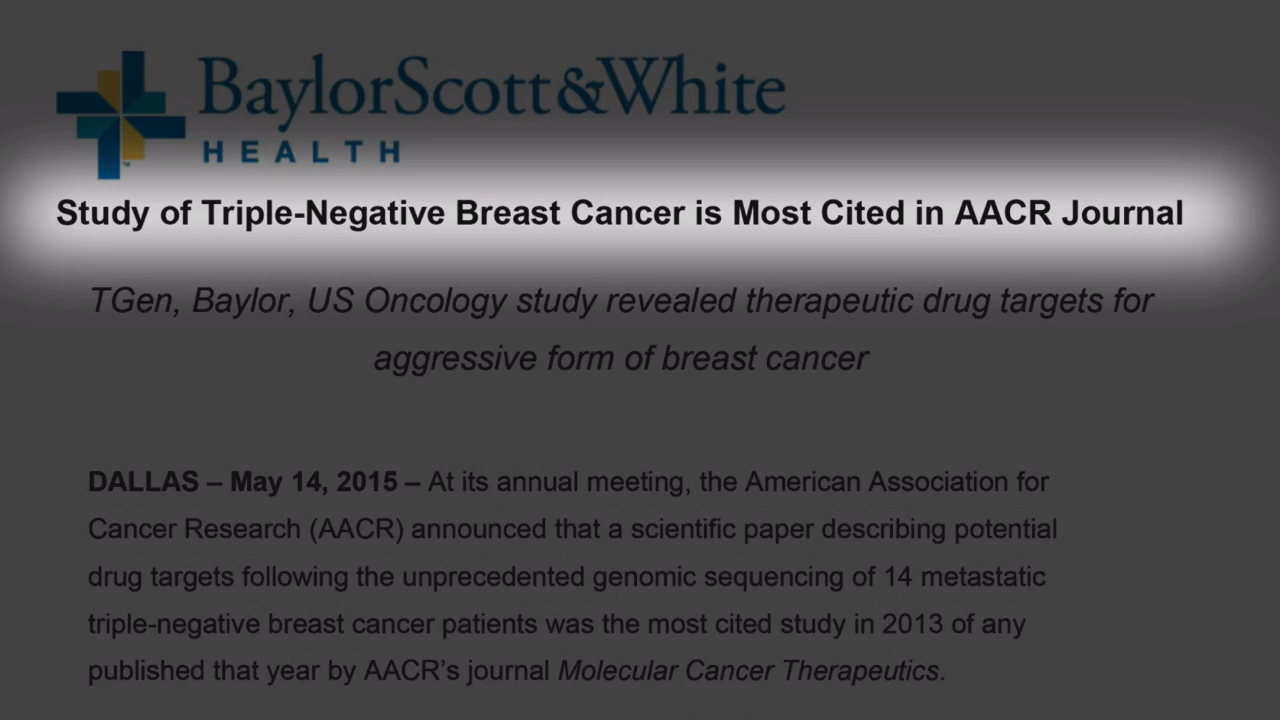 BaylorScott&White
HEALTH
Study of Triple-Negative Breast Cancer is Most Cited in AACR Journal
TGen, Baylor, US Oncology study revealed therapeutic drug targets for
aggressive form of breast cancer
DALLAS – May 14, 2015 – At its annual meeting, the American Association for
Cancer Research (AACR) announced that a scientific paper describing potential
drug targets following the unprecedented genomic sequencing of 14 metastatic
triple-negative breast cancer patients was the most cited study in 2013 of any
published that year by AACR’s journal Molecular Cancer Therapeutics.